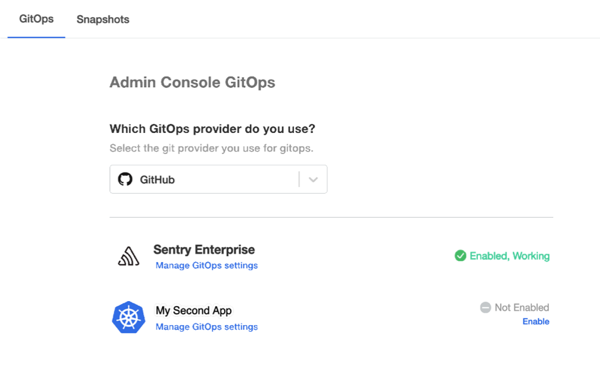 GitOps Snapshots
Admin Console GitOps
Which GitOps provider do you use?
Select the git provider you use for gitops.
GitHub
Sentry Enterprise
Enabled, Working
Manage GitOps settings
My Second App
Not Enabled
Manage GitOps settings
Enable